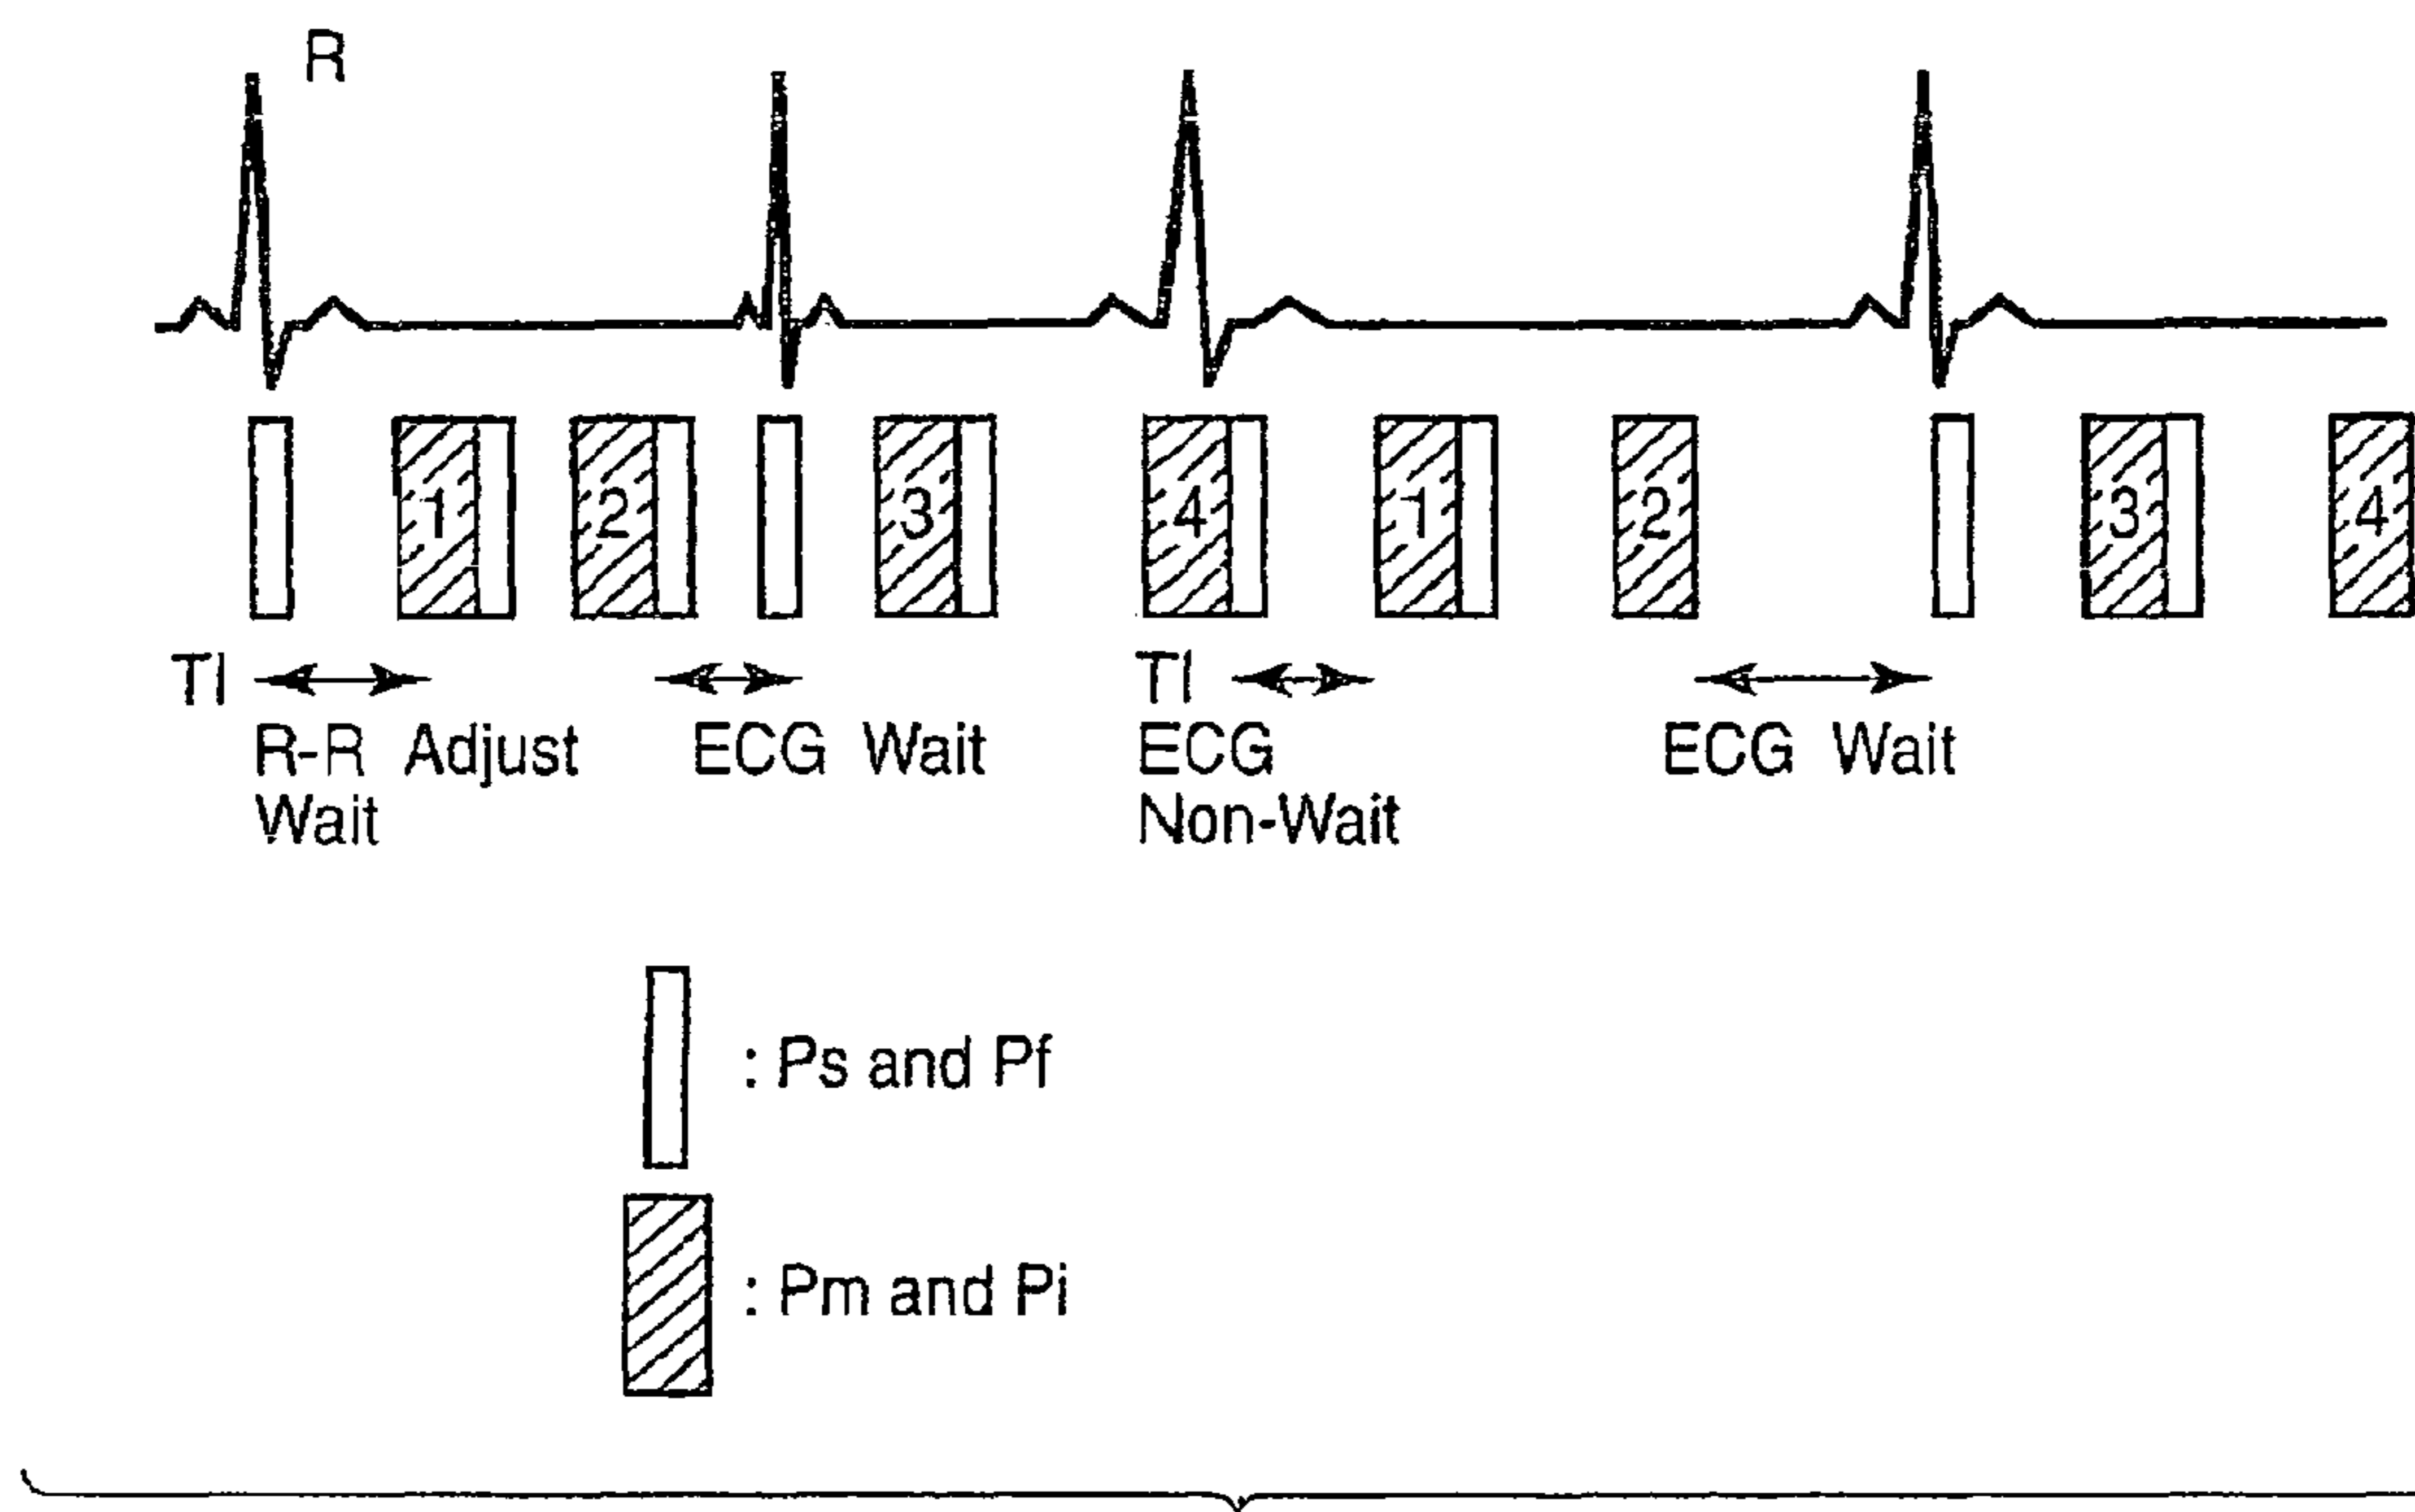 R
1 2 3 4 1 2 3 4
TI TI
R-R Adjust ECG Wait ECG ECG Wait
Wait Non-Wait
: Ps and Pf
: Pm and Pi